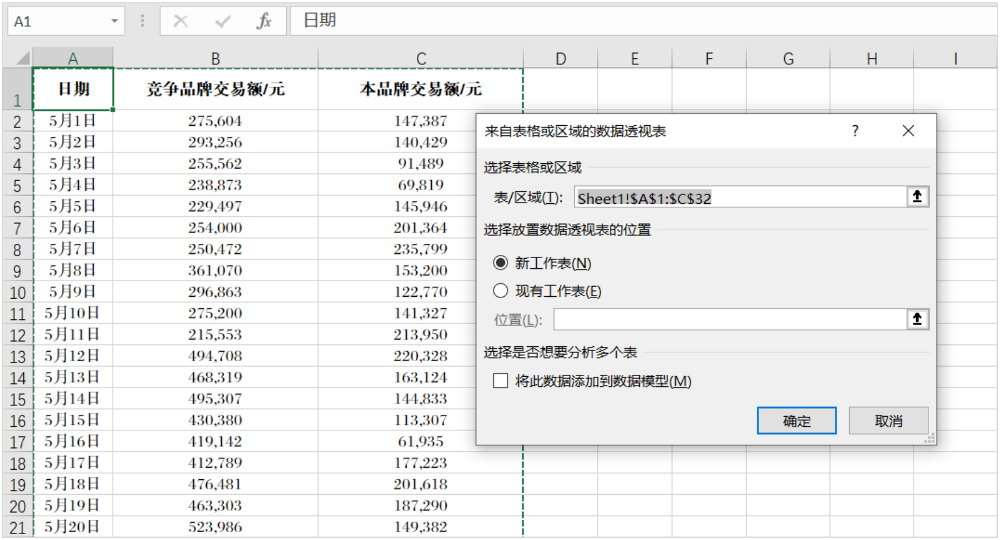 A1 fx 日期
A B C D E F G H I
1 日期 竞争品牌交易额/元 本品牌交易额/元
2 5月1日 275,604 147,387
3 5月2日 293,256 140,429
4 5月3日 255,562 91,489
5 5月4日 238,873 69,819
6 5月5日 229,497 145,946
7 5月6日 254,000 201,364
8 5月7日 250,472 235,799
9 5月8日 361,070 153,200
10 5月9日 296,863 122,770
11 5月10日 275,200 141,327
12 5月11日 215,553 213,950
13 5月12日 494,708 220,328
14 5月13日 468,319 163,124
15 5月14日 495,307 144,833
16 5月15日 430,380 113,307
17 5月16日 419,142 61,935
18 5月17日 412,789 177,223
19 5月18日 476,481 201,618
20 5月19日 463,303 187,290
21 5月20日 523,986 149,382
来自表格或区域的数据透视表 ?
选择表格或区域
表/区域(T): Sheet1!$A$1:$C$32
选择放置数据透视表的位置
新工作表(N)
现有工作表(E)
位置(L):
选择是否想要分析多个表
将此数据添加到数据模型(M)
确定 取消